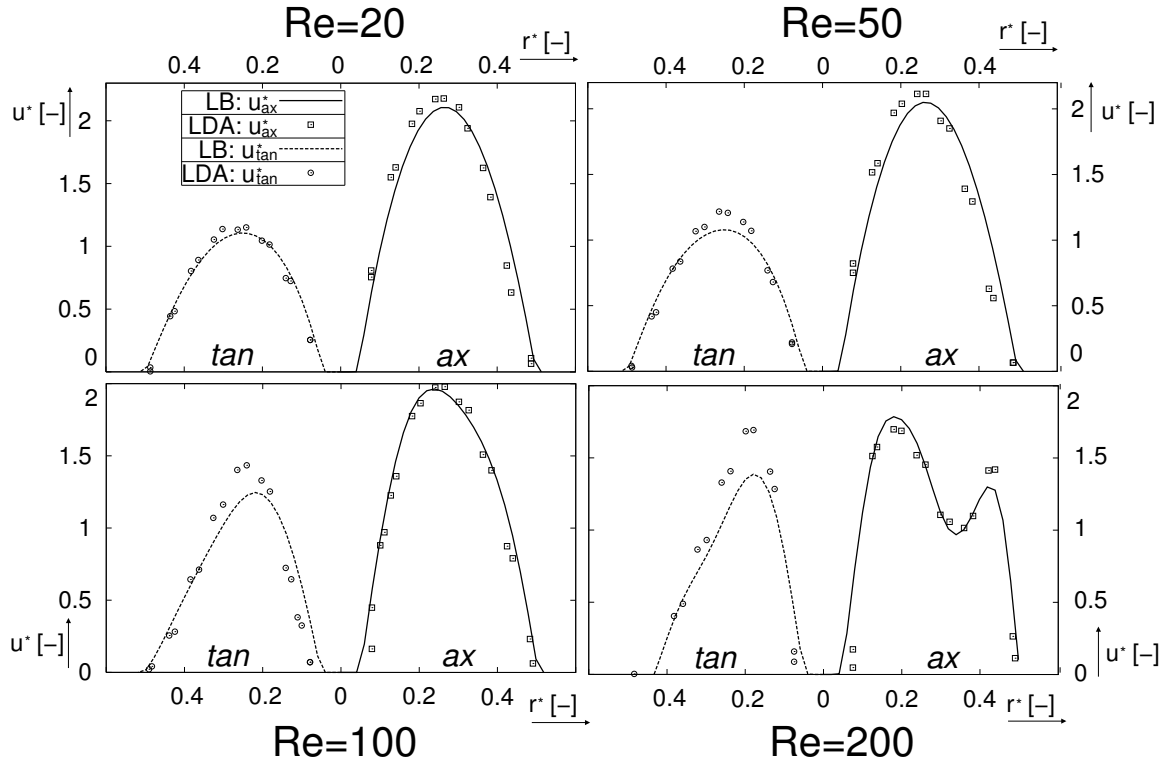 Re=20
Re=50
r* [–]
r* [–]
0.4 0.2 0 0.2 0.4
0.4 0.2 0 0.2 0.4
u* [–]
2
1.5
1
0.5
0
LB: u*ax
LDA: u*ax
LB: u*tan
LDA: u*tan
tan
ax
u* [–]
2
1.5
1
0.5
0
tan
ax
2
1.5
1
0.5
0
u* [–]
tan
ax
2
1.5
1
0.5
0
u* [–]
tan
ax
0.4 0.2 0 0.2 0.4
0.4 0.2 0 0.2 0.4
r* [–]
r* [–]
Re=100
Re=200